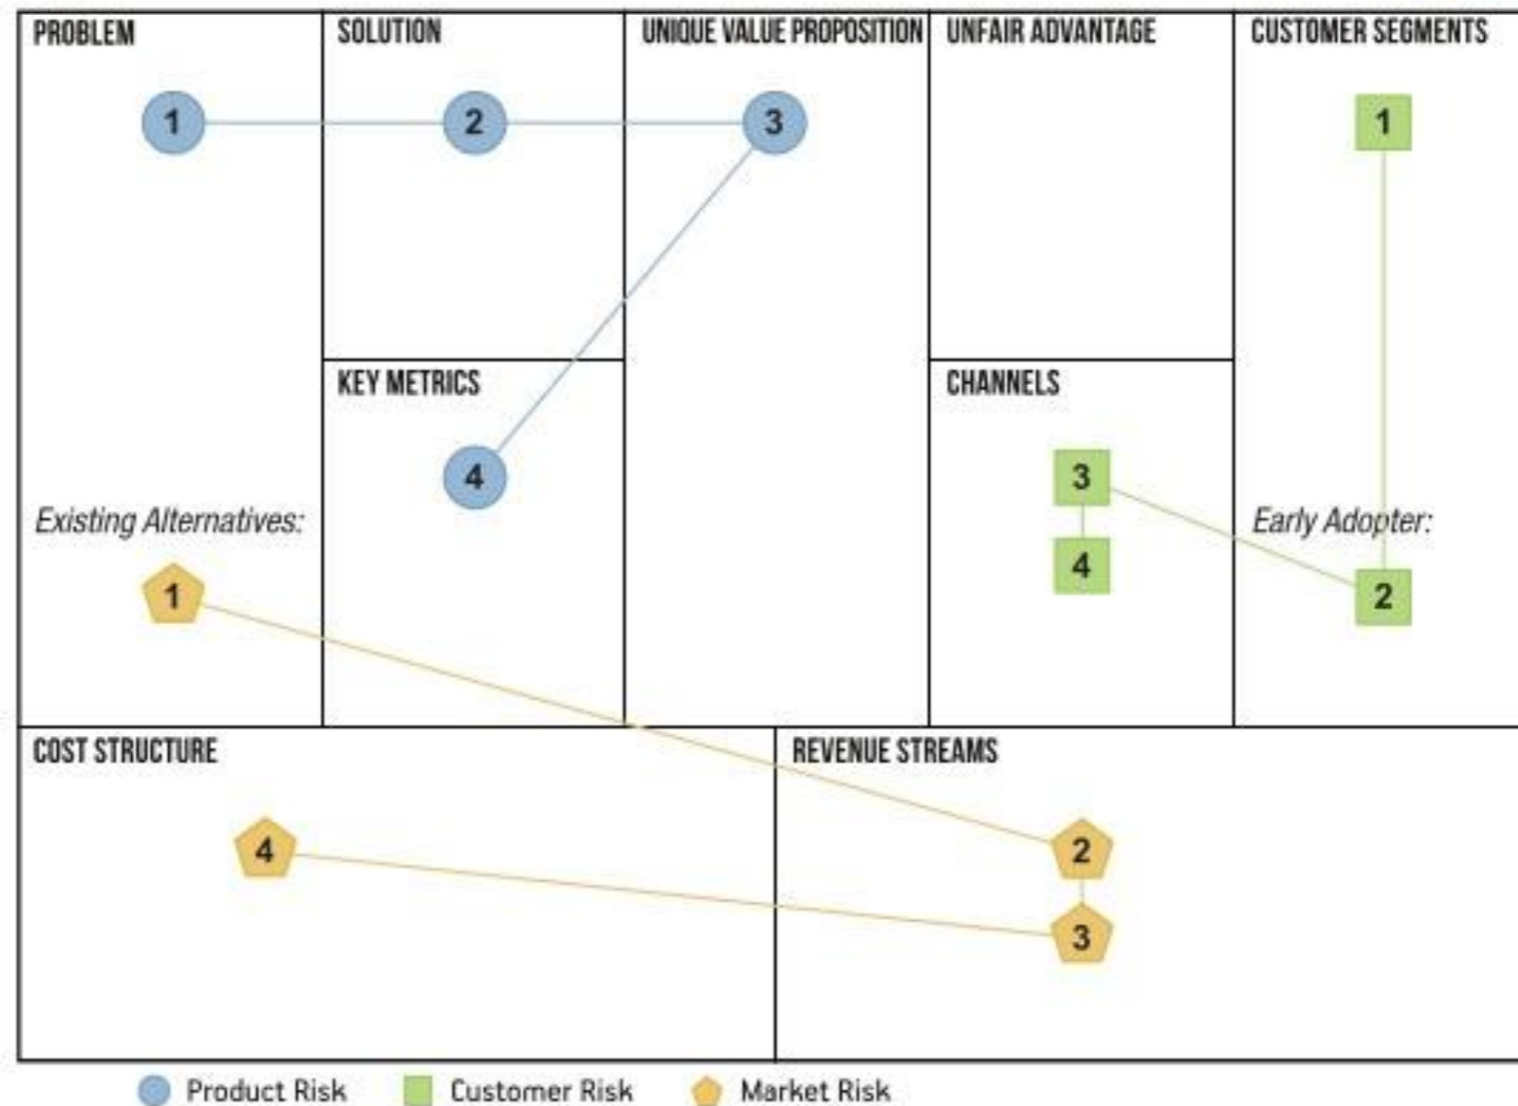 PROBLEM
SOLUTION
UNIQUE VALUE PROPOSITION
UNFAIR ADVANTAGE
CUSTOMER SEGMENTS
1
2
3
1
KEY METRICS
CHANNELS
4
3
Existing Alternatives:
Early Adopter:
4
1
2
COST STRUCTURE
REVENUE STREAMS
4
2
3
Product Risk
Customer Risk
Market Risk